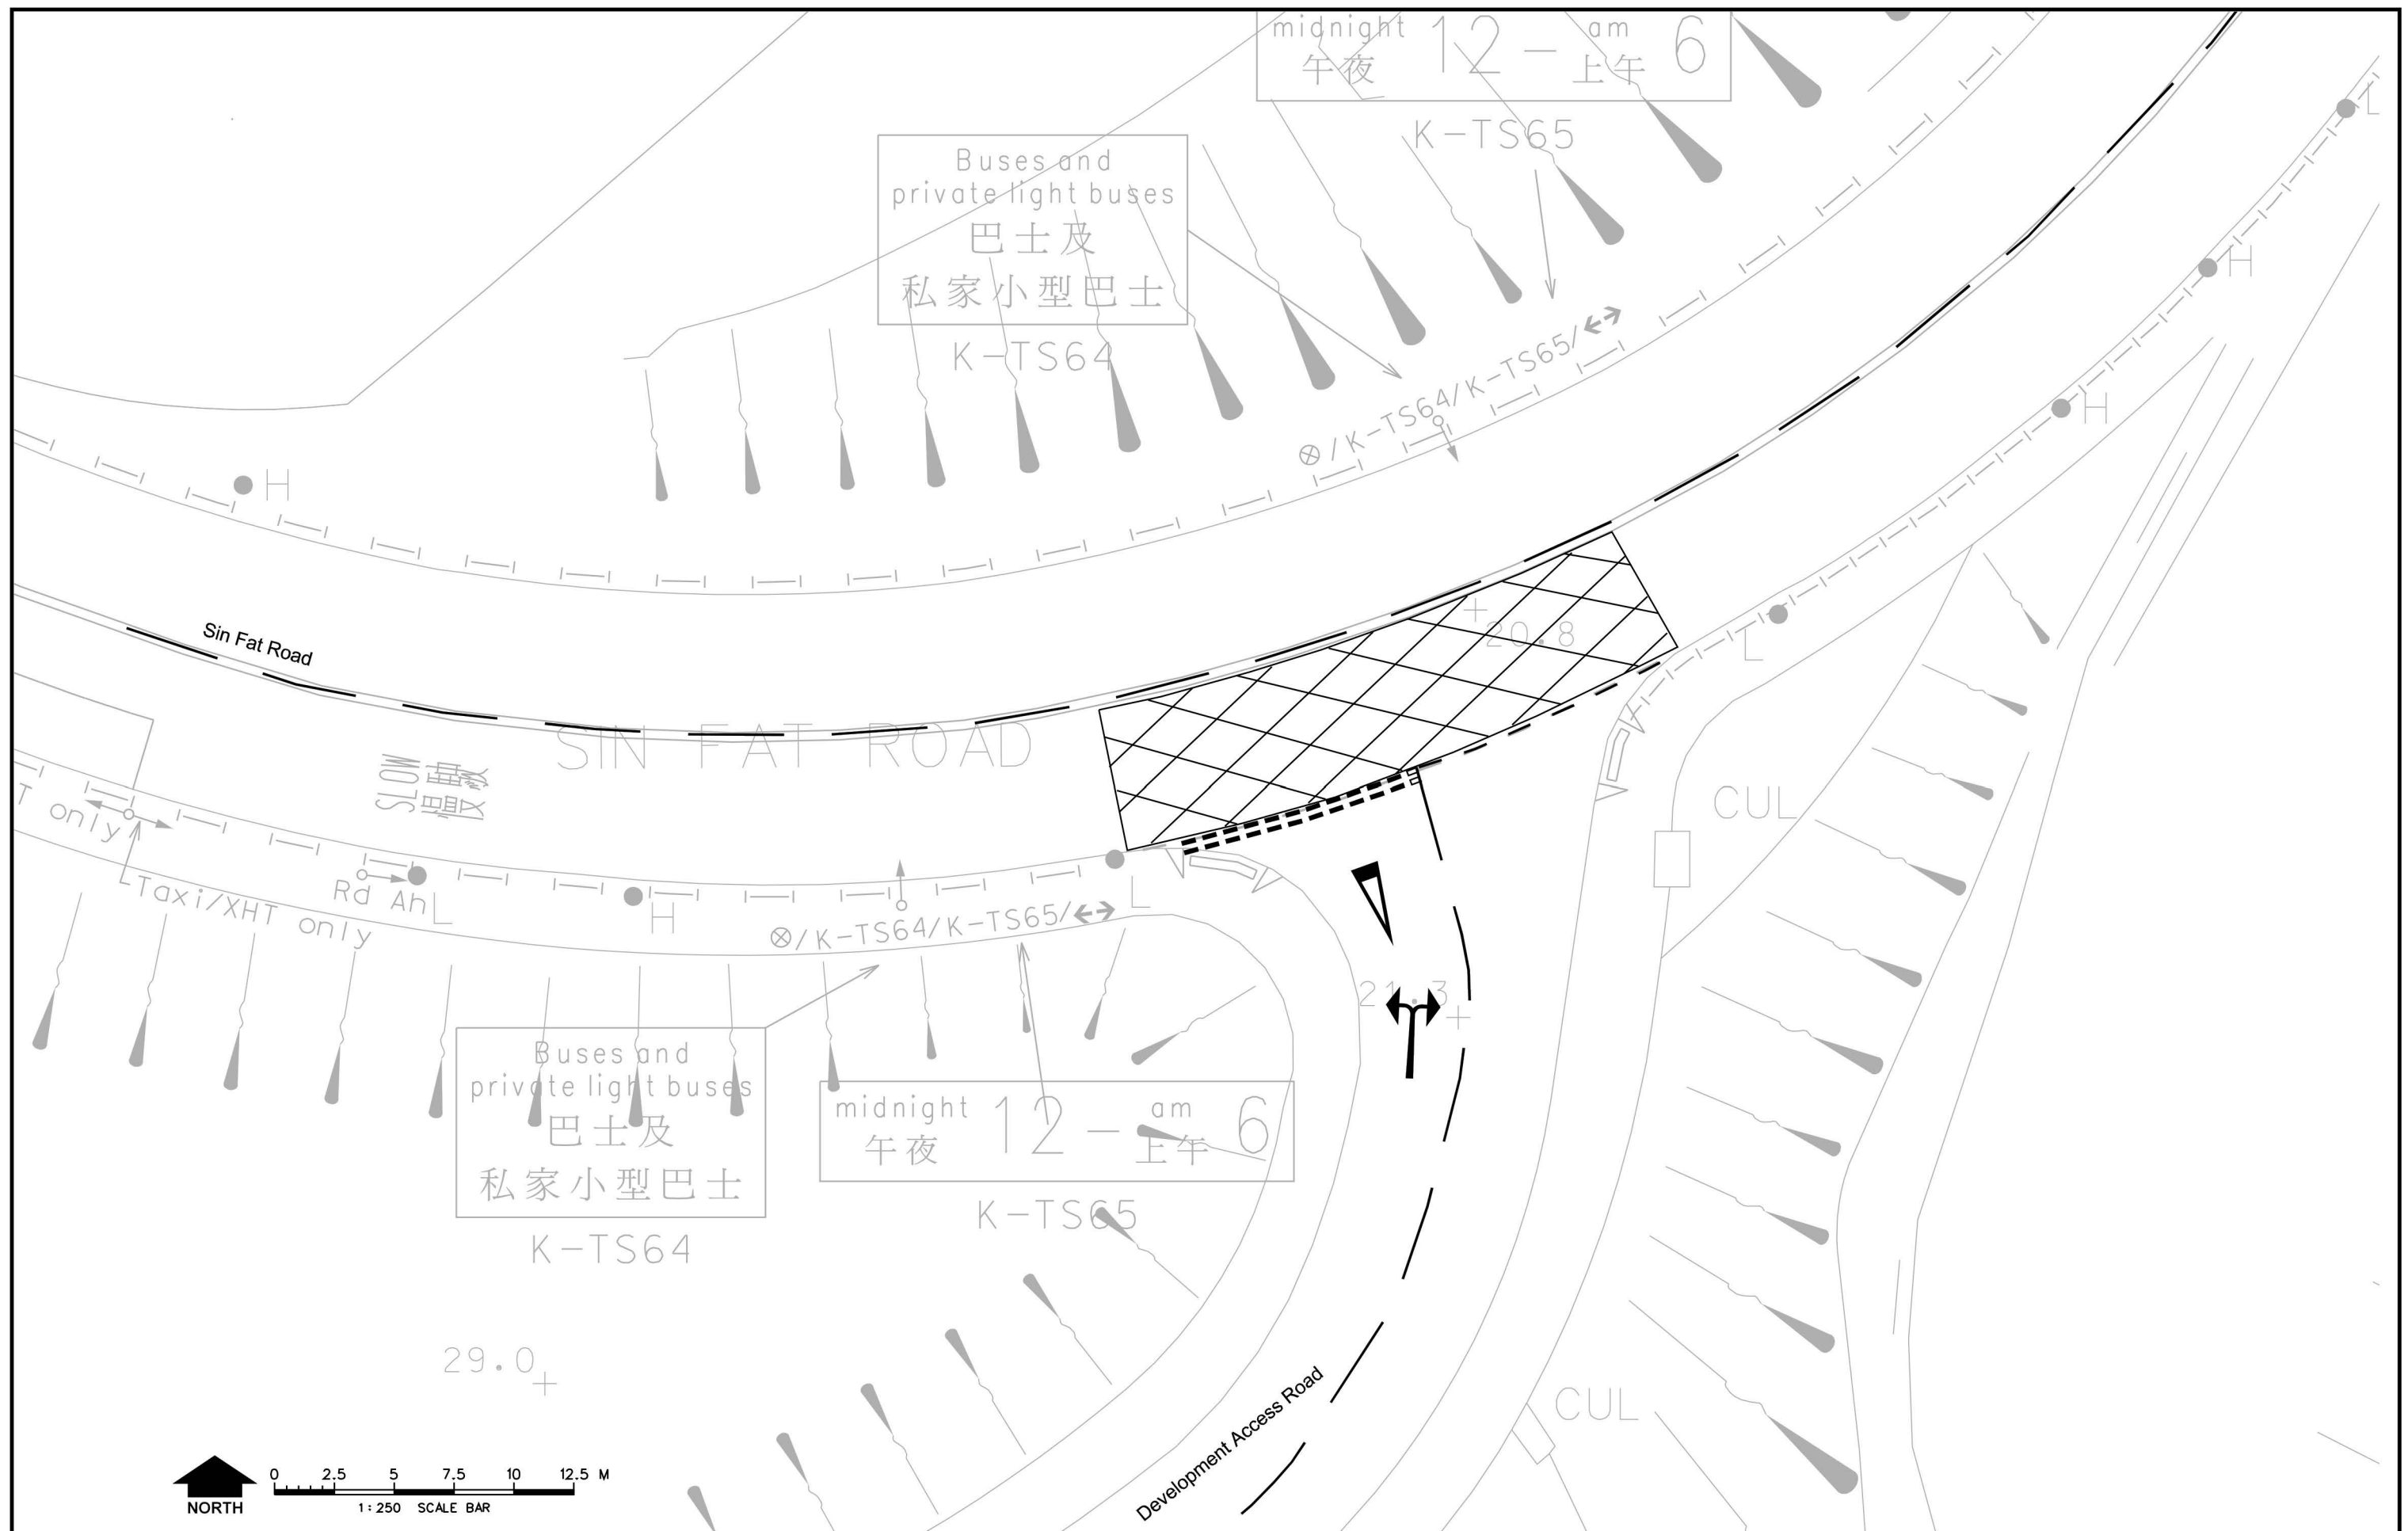 midnight 12 - am 6
午夜 上午
K-TS65
Buses and
private light buses
巴士及
私家小型巴士
K-TS64
L
H
H
⊗/K-TS64/K-TS65/
H
20.8
L
Sin Fat Road
SIN FAT ROAD
SLOW
慢駛
CUL
T only
Taxi/XHT only
Rd Ah
L
H
L
⊗/K-TS64/K-TS65/
21.3
Buses and
private light buses
巴士及
私家小型巴士
K-TS64
midnight 12 - am 6
午夜 上午
K-TS65
29.0
CUL
Development Access Road
NORTH
0 2.5 5 7.5 10 12.5 M
1:250 SCALE BAR